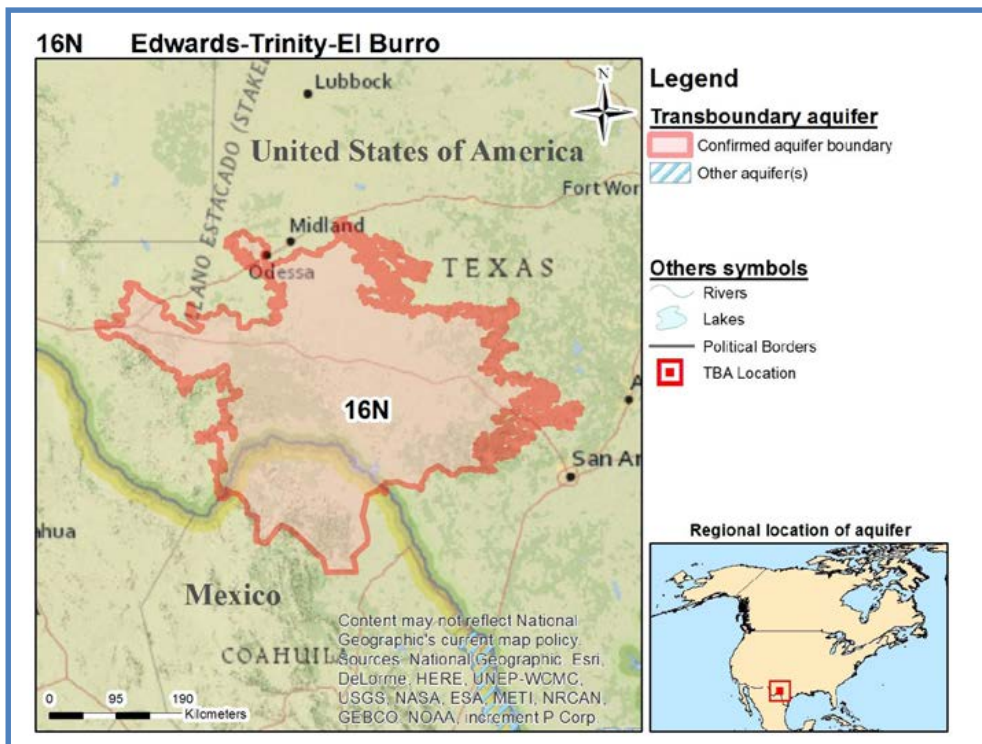 16N Edwards-Trinity-El Burro
Lubbock
N
United States of America
LLANO ESTACADO (STAKE
Fort Wor
Midland
Odessa
TEXAS
16N
A
San An
hua
Mexico
COAHUILA
Content may not reflect National
Geographic's current map policy.
Sources: National Geographic, Esri,
DeLorme, HERE, UNEP-WCMC,
USGS, NASA, ESA, METI, NRCAN,
GEBCO, NOAA, increment P Corp.
0 95 190
Kilometers
Legend
Transboundary aquifer
Confirmed aquifer boundary
Other aquifer(s)
Others symbols
Rivers
Lakes
Political Borders
TBA Location
Regional location of aquifer